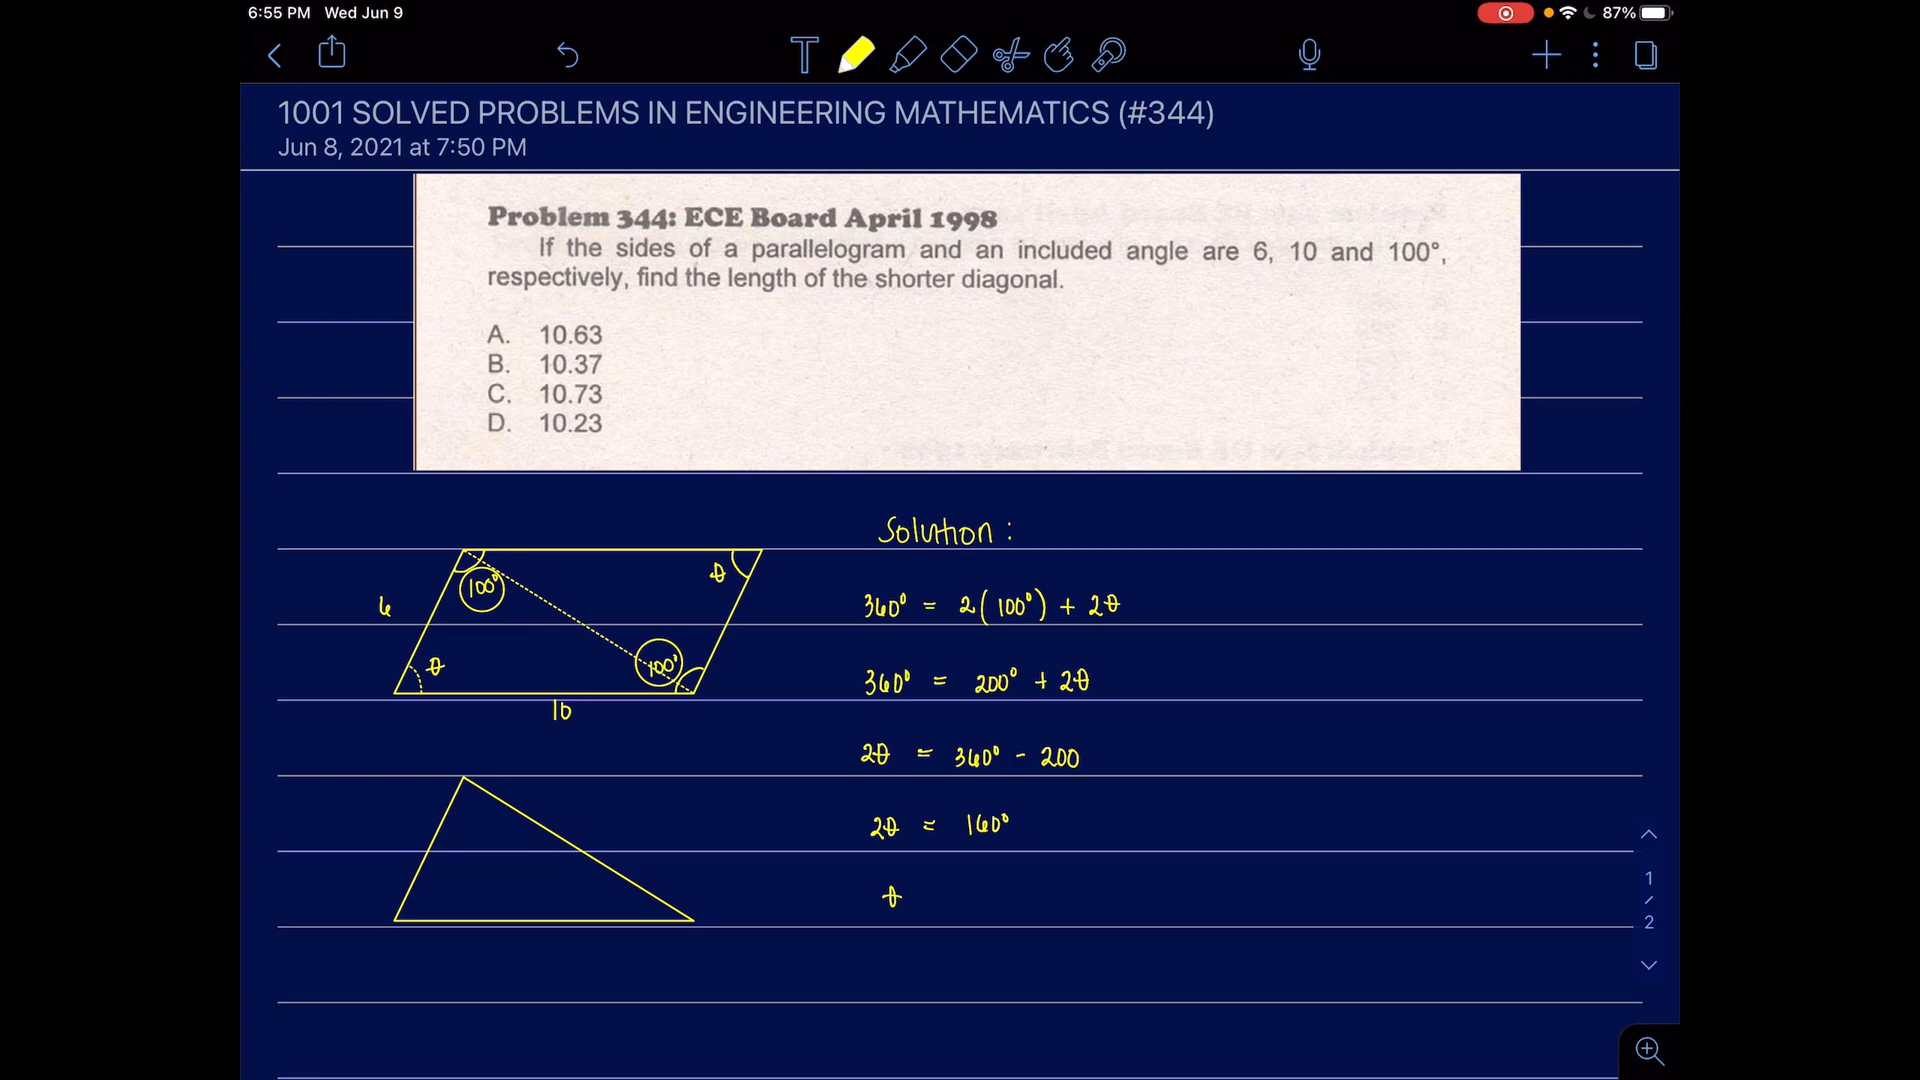 6:55 PM Wed Jun 9
87%
1001 SOLVED PROBLEMS IN ENGINEERING MATHEMATICS (#344)
Jun 8, 2021 at 7:50 PM
Problem 344: ECE Board April 1998
If the sides of a parallelogram and an included angle are 6, 10 and 100°,
respectively, find the length of the shorter diagonal.
A. 10.63
B. 10.37
C. 10.73
D. 10.23
Solution :
100°
θ
6
360° = 2(100°) + 2θ
θ
100°
360° = 200° + 2θ
10
2θ = 360° - 200
2θ = 160°
θ
1
/
2